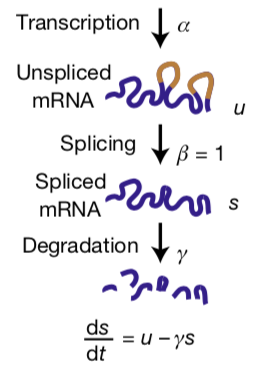 Transcription α
Unspliced
mRNA
u
Splicing β = 1
Spliced
mRNA s
Degradation γ
ds/dt = u − γs